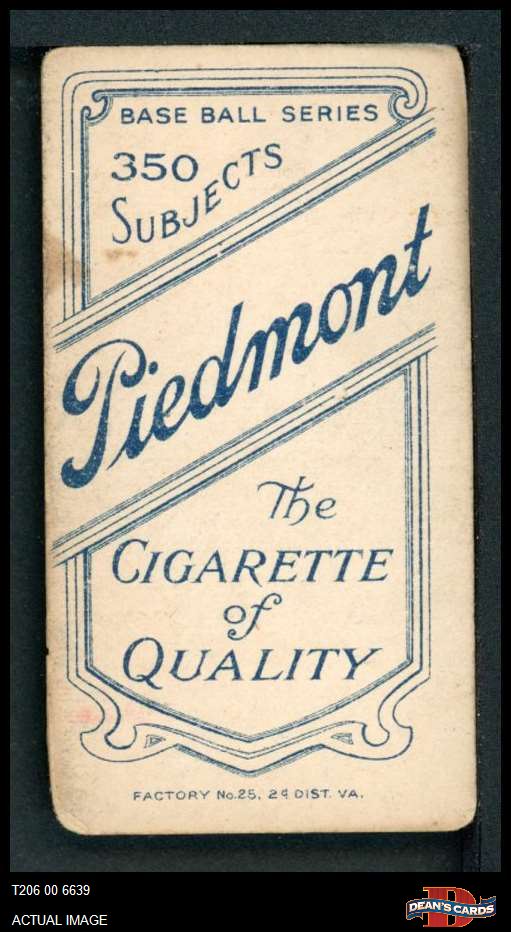 BASE BALL SERIES
350
SUBJECTS
Piedmont
The
CIGARETTE
of
QUALITY
FACTORY No.25, 2d DIST. VA.
T206 00 6639
ACTUAL IMAGE
D
DEAN'S CARDS